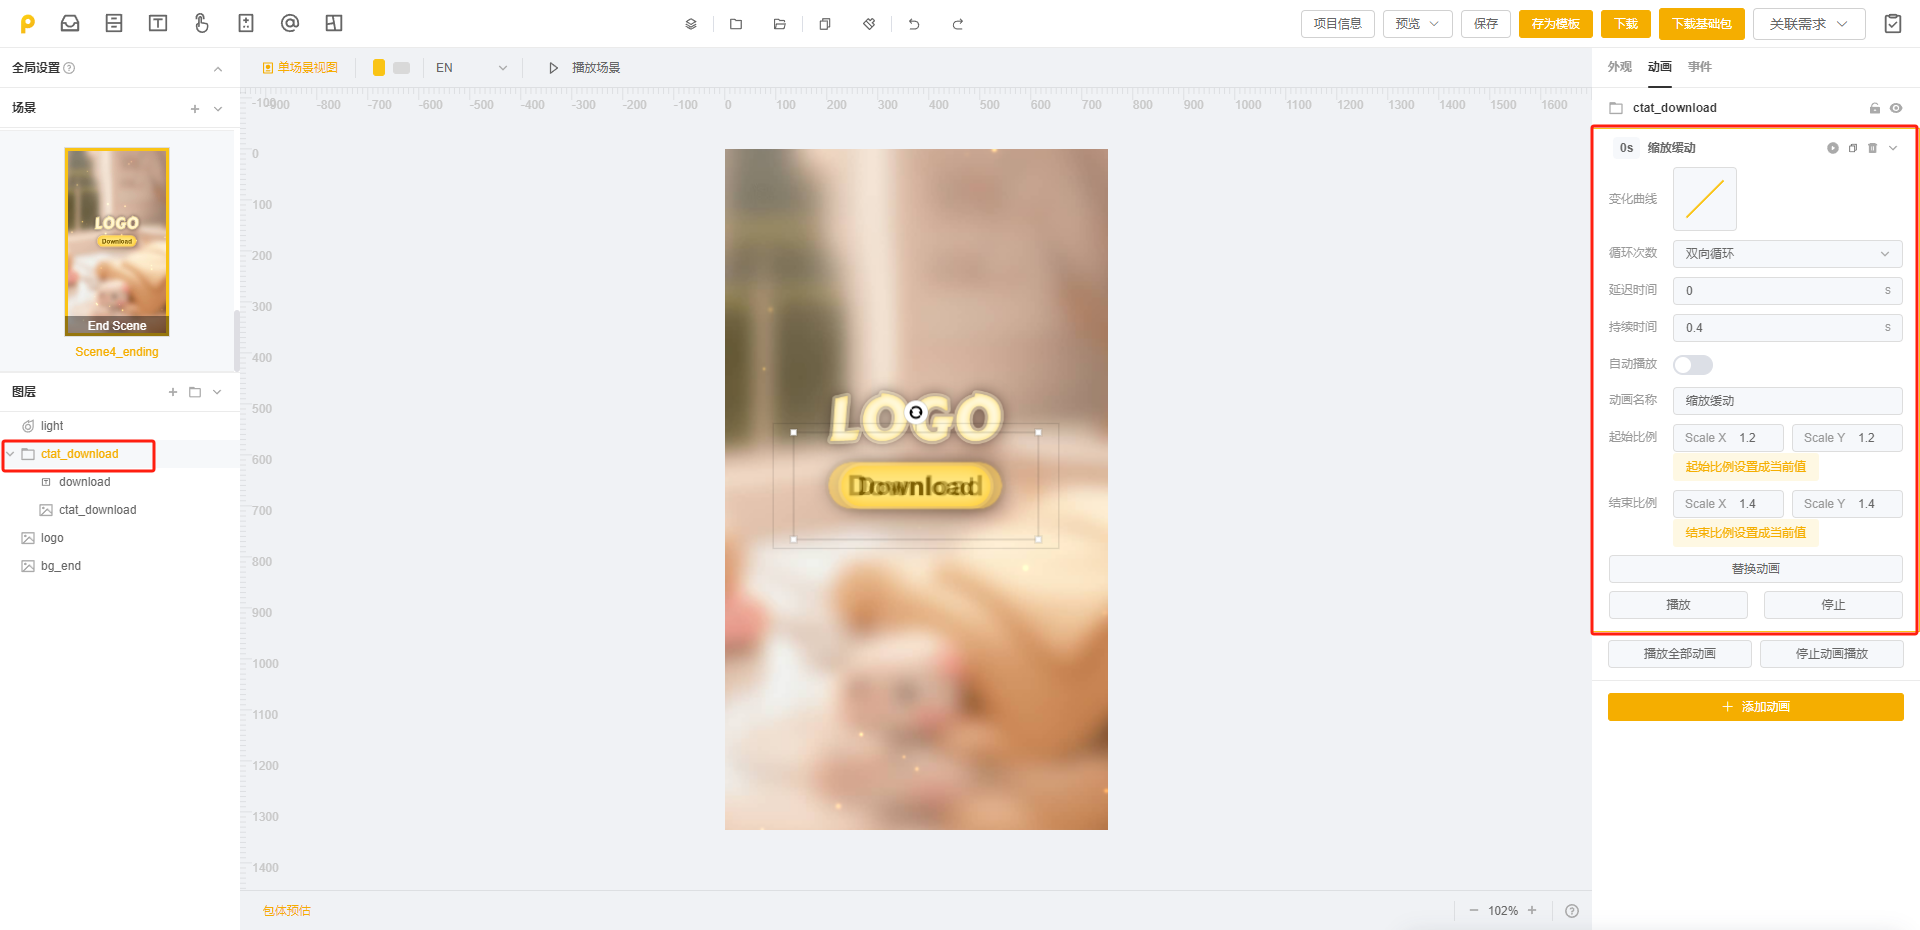 项目信息
预览
保存
存为模板
下载
下载基础包
关联需求
全局设置
单场景视图
EN
播放场景
外观 动画 事件
场景
-100
-900 -800 -700 -600 -500 -400 -300 -200 -100 0 100 200 300 400 500 600 700 800 900 1000 1100 1200 1300 1400 1500 1600
ctat_download
LOGO
Download
End Scene
Scene4_ending
图层
light
ctat_download
download
ctat_download
logo
bg_end
0
100
200
300
400
500
600
700
800
900
1000
1100
1200
1300
1400
LOGO
Download
0s 缩放缓动
变化曲线
循环次数 双向循环
延迟时间 0 s
持续时间 0.4 s
自动播放
动画名称 缩放缓动
起始比例 Scale X 1.2 Scale Y 1.2
起始比例设置成当前值
结束比例 Scale X 1.4 Scale Y 1.4
结束比例设置成当前值
替换动画
播放 停止
播放全部动画 停止动画播放
添加动画
包体预估
102%